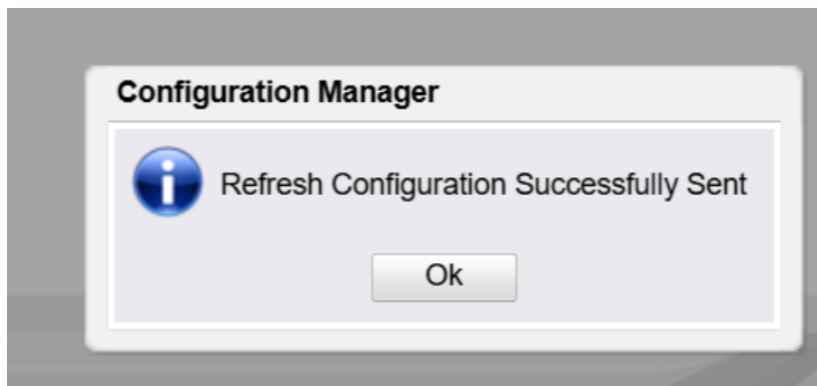 Configuration Manager
Refresh Configuration Successfully Sent
Ok